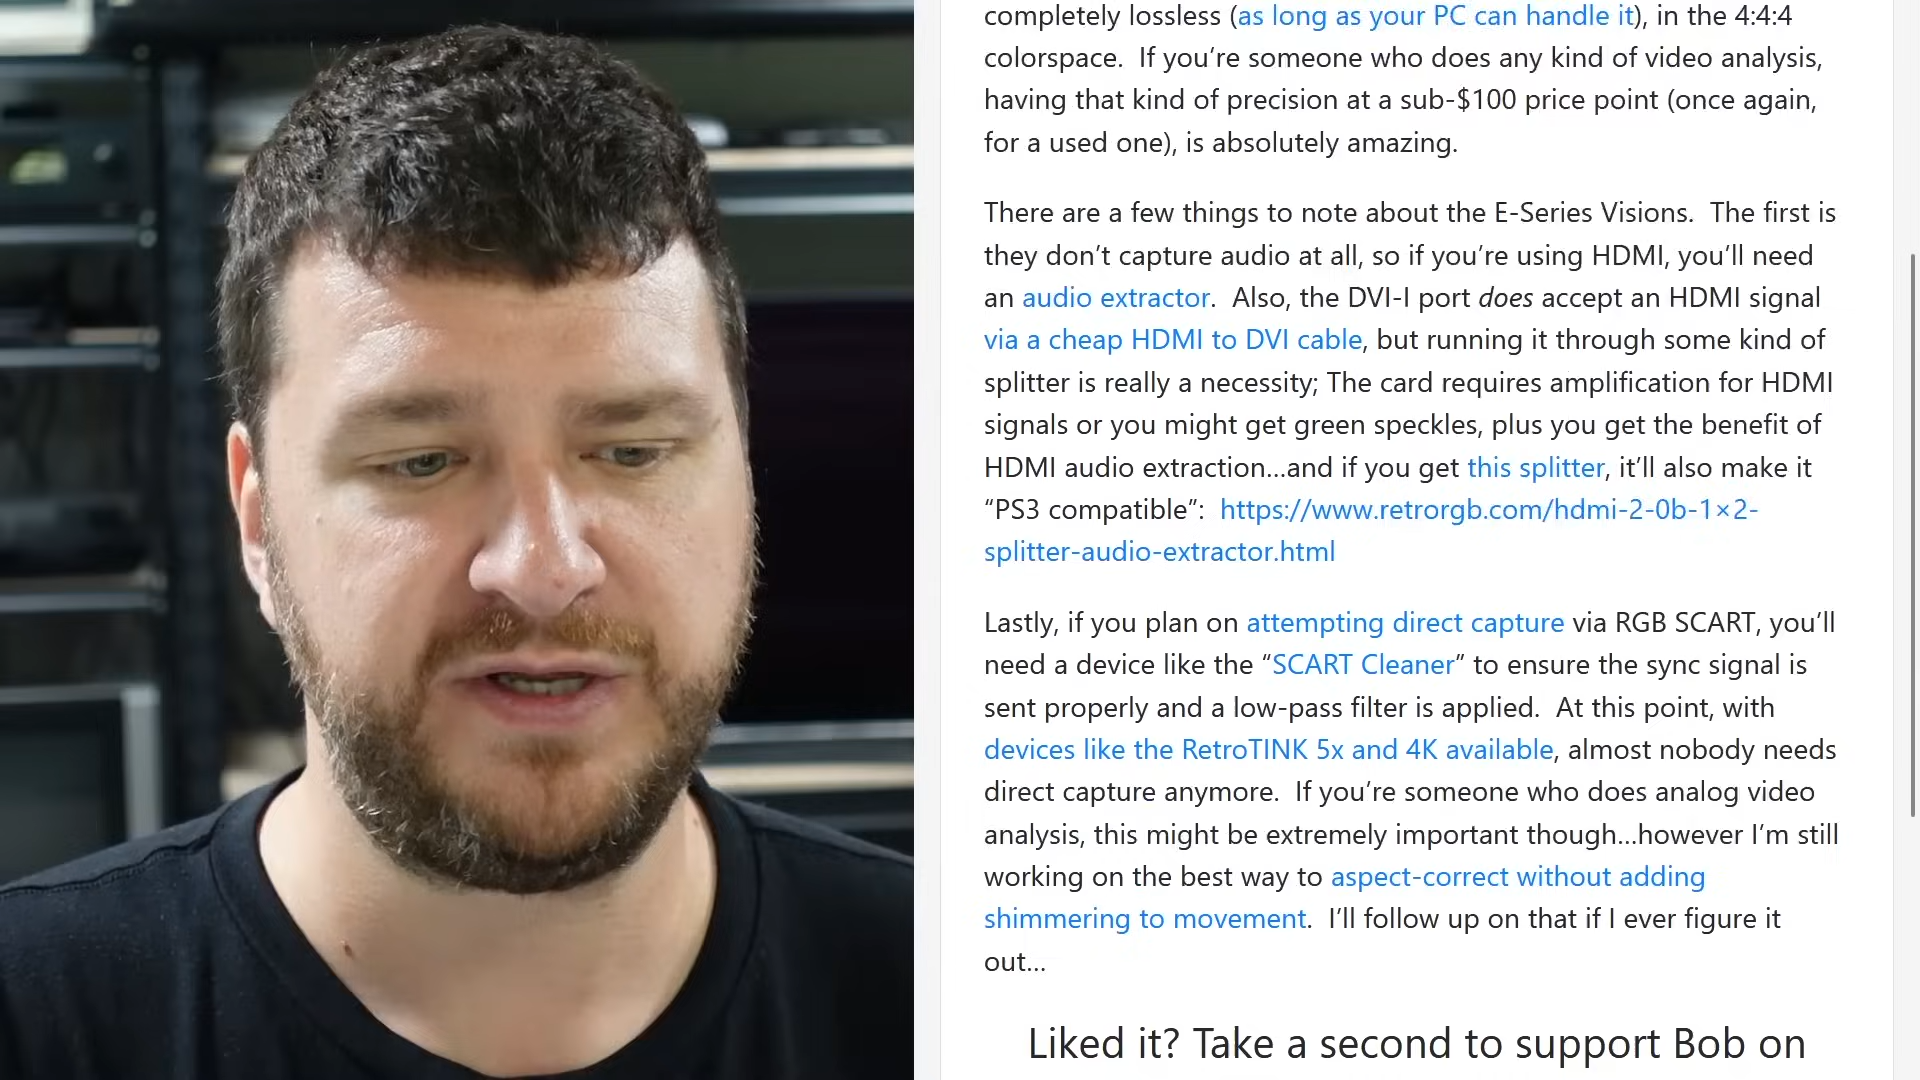 completely lossless (as long as your PC can handle it), in the 4:4:4
colorspace.  If you’re someone who does any kind of video analysis,
having that kind of precision at a sub-$100 price point (once again,
for a used one), is absolutely amazing.
There are a few things to note about the E-Series Visions.  The first is
they don’t capture audio at all, so if you’re using HDMI, you’ll need
an audio extractor.  Also, the DVI-I port does accept an HDMI signal
via a cheap HDMI to DVI cable, but running it through some kind of
splitter is really a necessity; The card requires amplification for HDMI
signals or you might get green speckles, plus you get the benefit of
HDMI audio extraction…and if you get this splitter, it’ll also make it
“PS3 compatible”:  https://www.retrorgb.com/hdmi-2-0b-1×2-
splitter-audio-extractor.html
Lastly, if you plan on attempting direct capture via RGB SCART, you’ll
need a device like the “SCART Cleaner” to ensure the sync signal is
sent properly and a low-pass filter is applied.  At this point, with
devices like the RetroTINK 5x and 4K available, almost nobody needs
direct capture anymore.  If you’re someone who does analog video
analysis, this might be extremely important though…however I’m still
working on the best way to aspect-correct without adding
shimmering to movement.  I’ll follow up on that if I ever figure it
out…
Liked it? Take a second to support Bob on